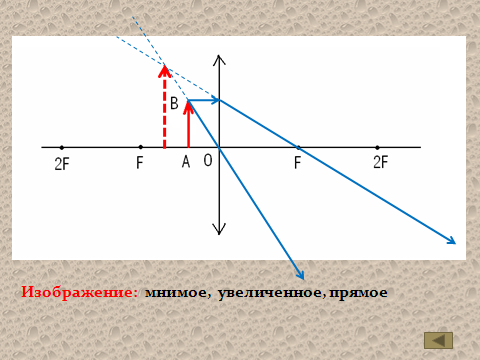 B
2F F A O F 2F
Изображение: мнимое, увеличенное, прямое